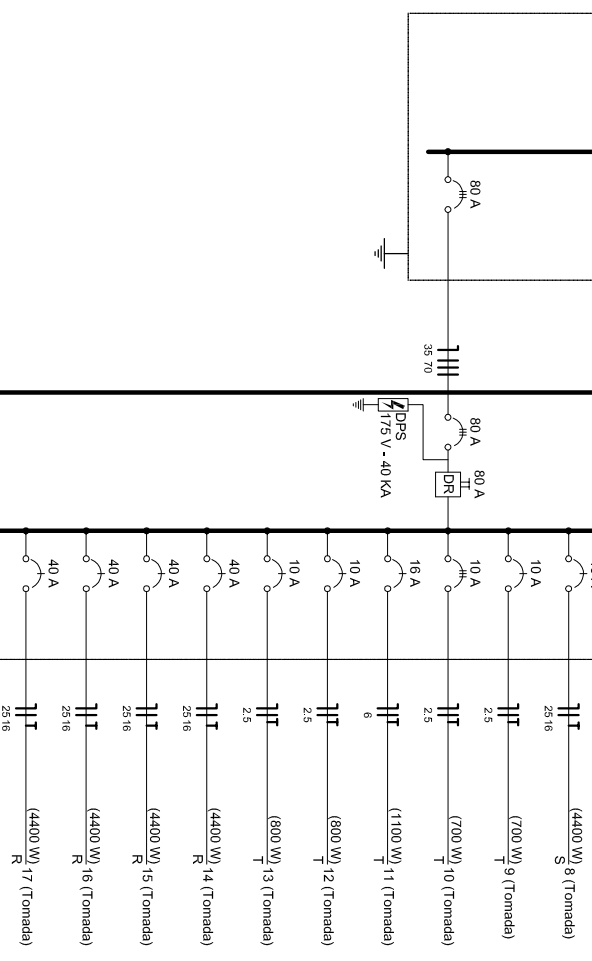 80 A
35 70
80 A
DPS
175 V - 40 KA
80 A
DR
40 A
40 A
40 A
40 A
10 A
10 A
16 A
10 A
10 A
25 16
25 16
25 16
25 16
2.5
2.5
6
2.5
2.5
25 16
(4400 W)
R
17 (Tomada)
(4400 W)
R
16 (Tomada)
(4400 W)
R
15 (Tomada)
(4400 W)
R
14 (Tomada)
(800 W)
T
13 (Tomada)
(800 W)
T
12 (Tomada)
(1100 W)
T
11 (Tomada)
(700 W)
T
10 (Tomada)
(700 W)
T
9 (Tomada)
(4400 W)
S
8 (Tomada)